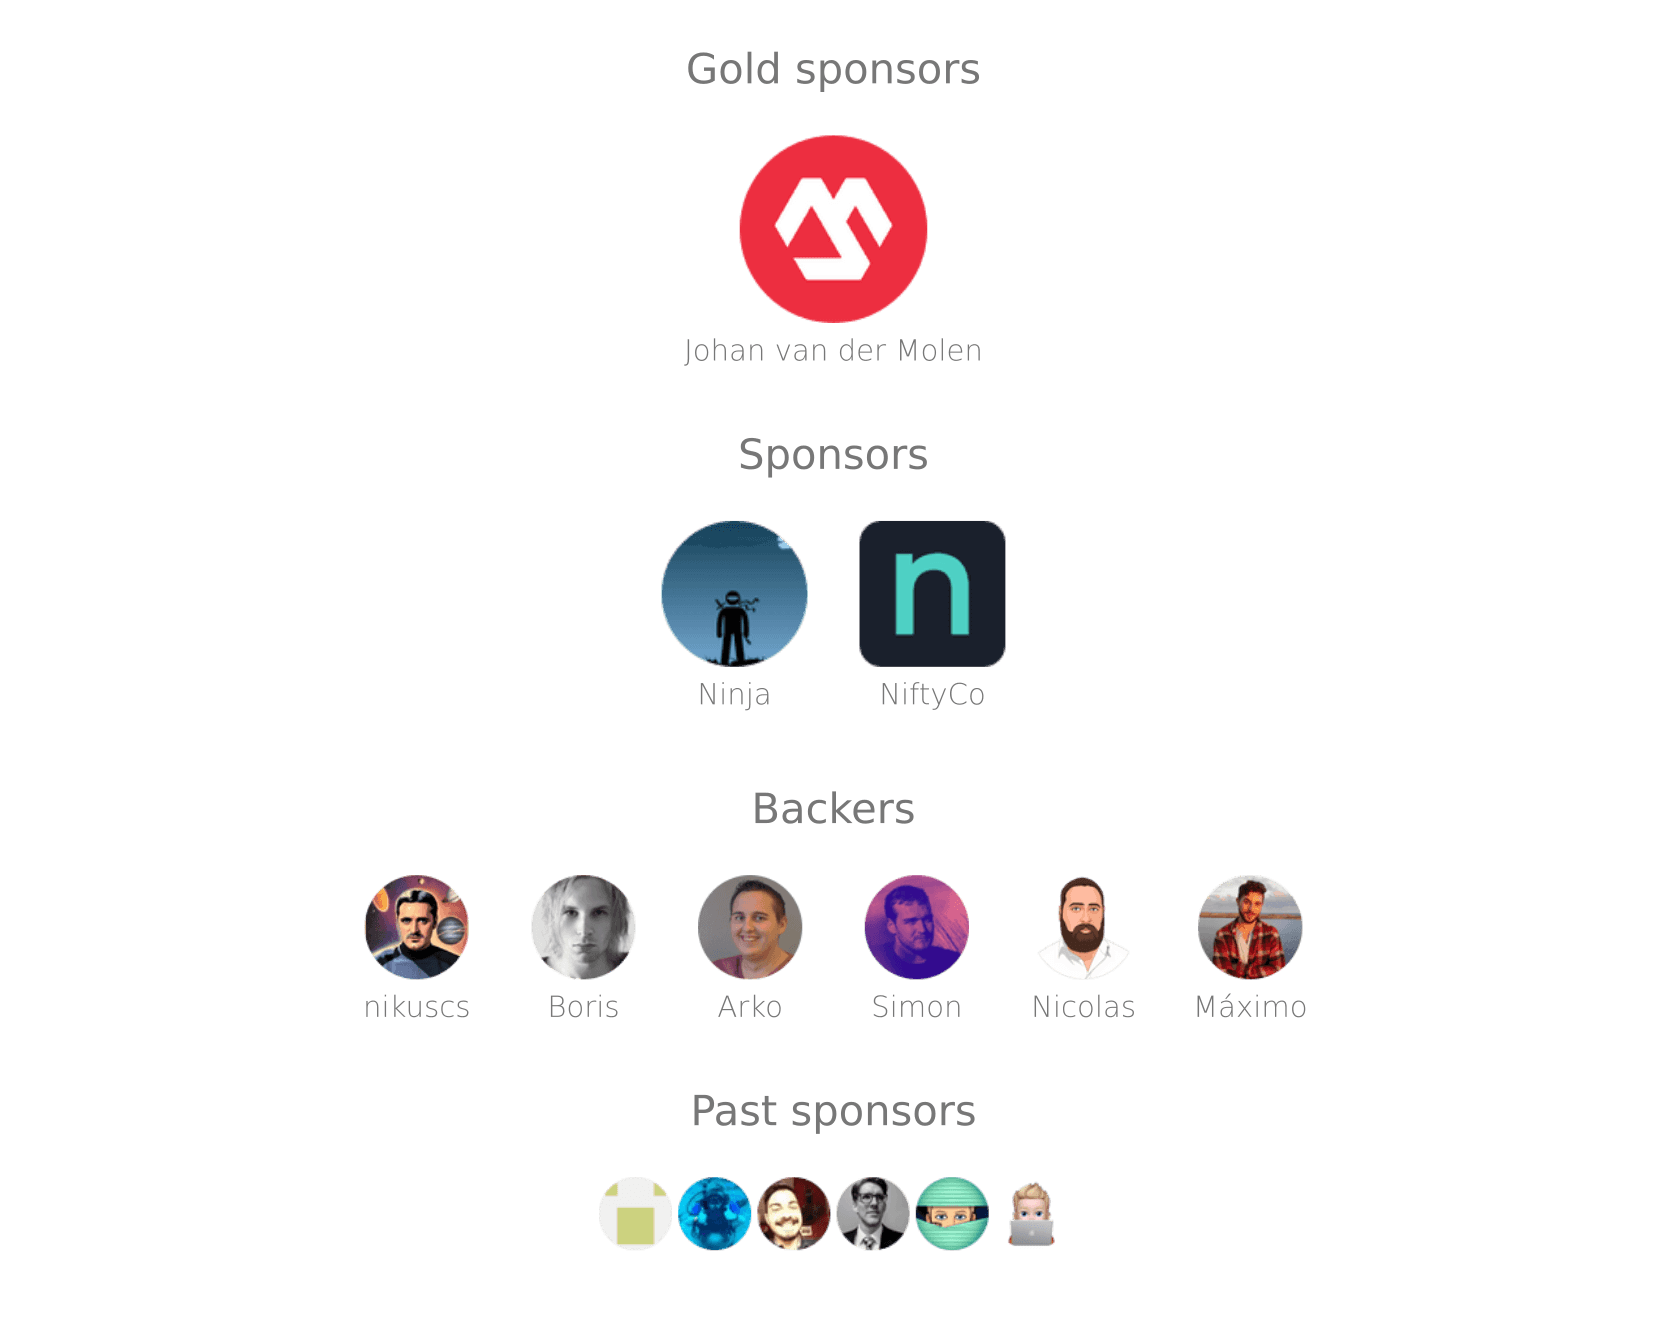 Gold sponsors
Johan van der Molen
Sponsors
n
Ninja NiftyCo
Backers
nikuscs Boris Arko Simon Nicolas Máximo
Past sponsors